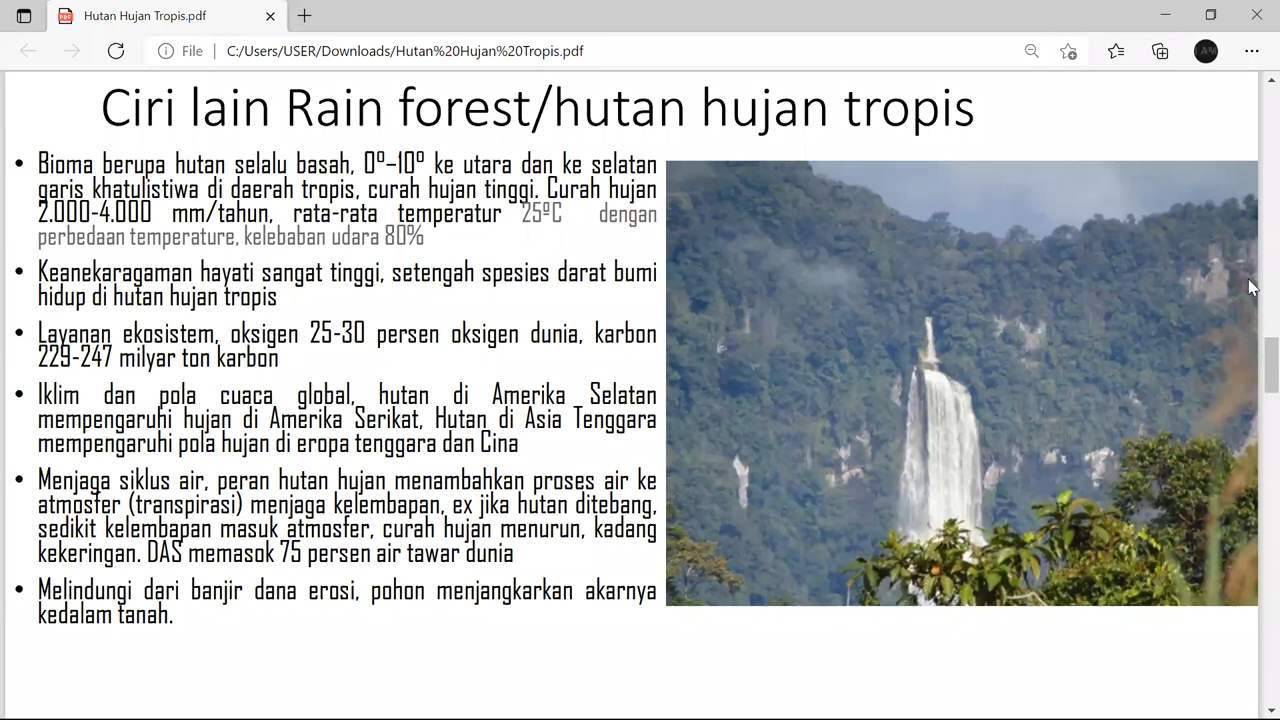 Hutan Hujan Tropis.pdf
File
C:/Users/USER/Downloads/Hutan%20Hujan%20Tropis.pdf
Ciri lain Rain forest/hutan hujan tropis
• Bioma berupa hutan selalu basah, 0º–10º ke utara dan ke selatan
garis khatulistiwa di daerah tropis, curah hujan tinggi. Curah hujan
2.000-4.000 mm/tahun, rata-rata temperatur 25ºC dengan
perbedaan temperature, kelebaban udara 80%
• Keanekaragaman hayati sangat tinggi, setengah spesies darat bumi
hidup di hutan hujan tropis
• Layanan ekosistem, oksigen 25-30 persen oksigen dunia, karbon
229-247 milyar ton karbon
• Iklim dan pola cuaca global, hutan di Amerika Selatan
mempengaruhi hujan di Amerika Serikat, Hutan di Asia Tenggara
mempengaruhi pola hujan di eropa tenggara dan Cina
• Menjaga siklus air, peran hutan hujan menambahkan proses air ke
atmosfer (transpirasi) menjaga kelembapan, ex jika hutan ditebang,
sedikit kelembapan masuk atmosfer, curah hujan menurun, kadang
kekeringan. DAS memasok 75 persen air tawar dunia
• Melindungi dari banjir dana erosi, pohon menjangkarkan akarnya
kedalam tanah.